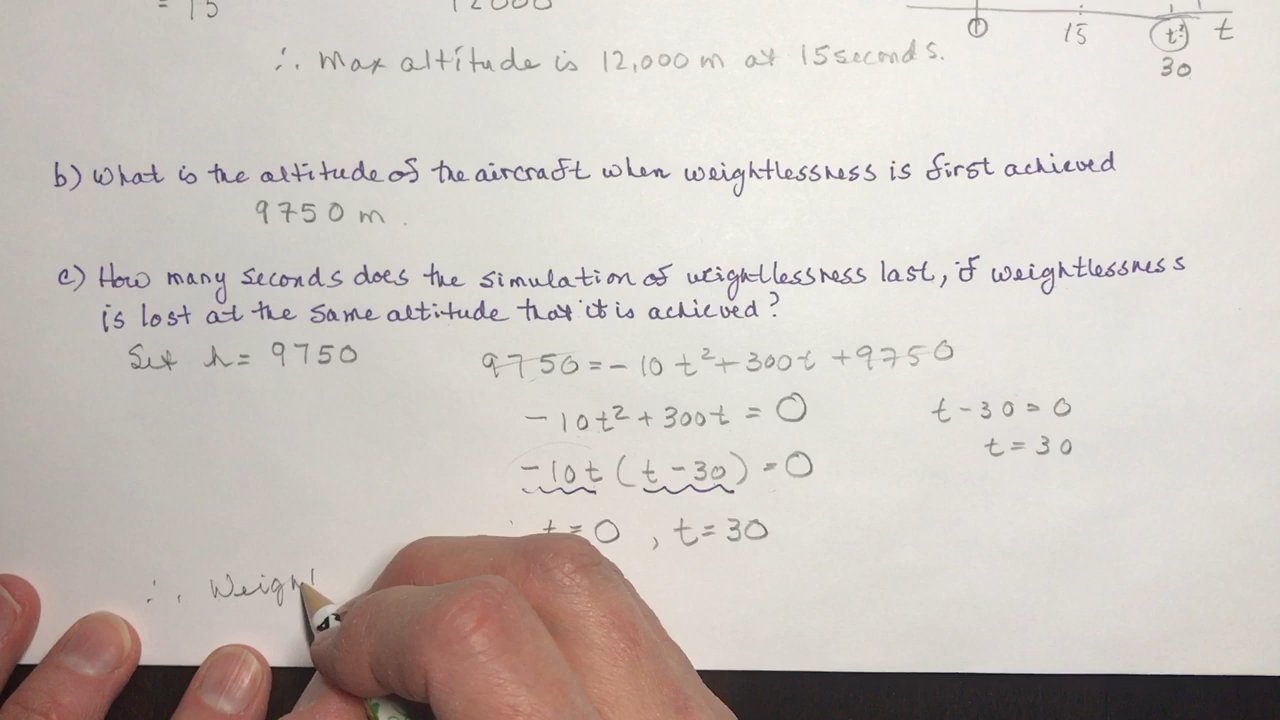 = 15
12000
0 15 t? t
30
∴ Max altitude is 12,000 m at 15 seconds.
b) What is the altitude of the aircraft when weightlessness is first achieved
9750 m.
c) How many seconds does the simulation of weightlessness last, if weightlessness
is lost at the same altitude that it is achieved?
Set h = 9750
9750 = -10t²+300t +9750
-10t²+300t = 0
t-30=0
t=30
-10t(t-30)=0
t=0, t=30
∴ Weigh